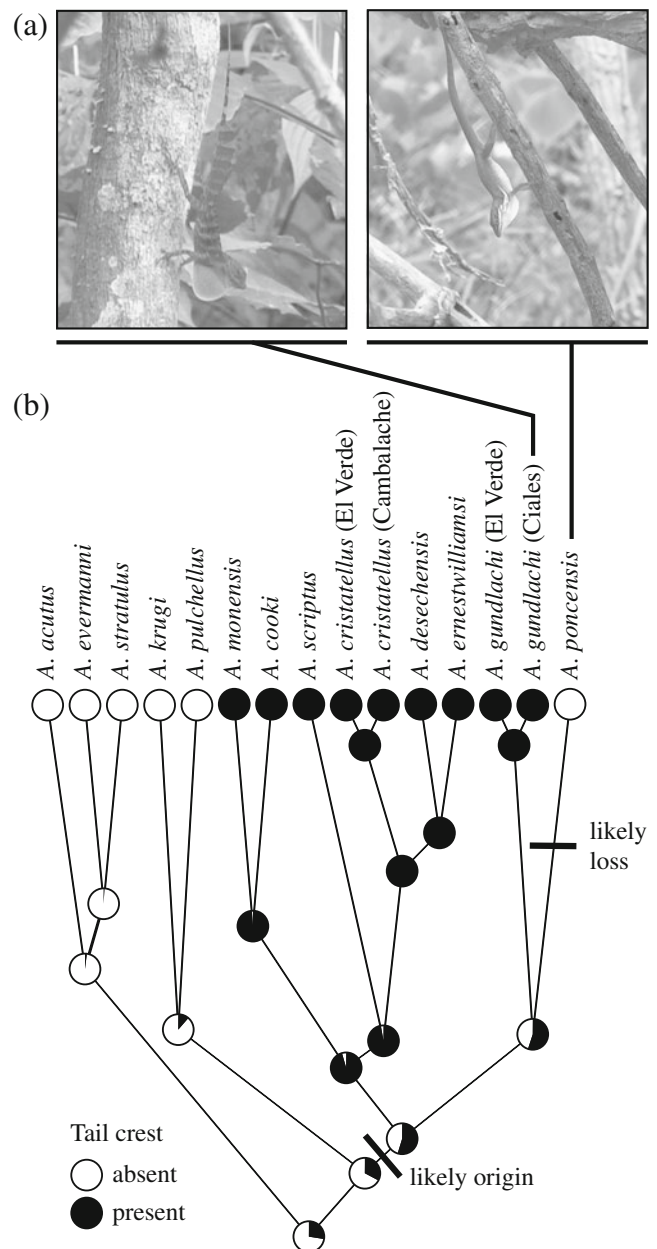 (a)
(b)
A. acutus
A. evermanni
A. stratulus
A. krugi
A. pulchellus
A. monensis
A. cooki
A. scriptus
A. cristatellus (El Verde)
A. cristatellus (Cambalache)
A. desechensis
A. ernestwilliamsi
A. gundlachi (El Verde)
A. gundlachi (Ciales)
A. poncensis
likely
loss
Tail crest
absent
present
likely origin